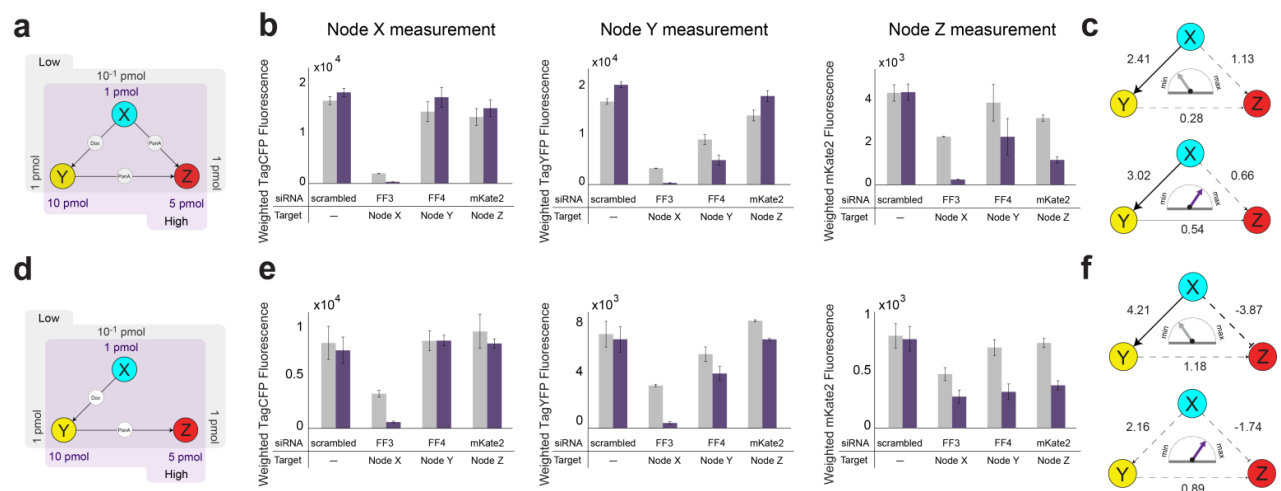 a
Low
10-1 pmol
1 pmol
X
Dox
PonA
Y
PonA
Z
1 pmol
1 pmol
10 pmol
5 pmol
High
b
Node X measurement
Node Y measurement
Node Z measurement
x10⁴
Weighted TagCFP Fluorescence
2
1
0
siRNA scrambled FF3 FF4 mKate2
Target — Node X Node Y Node Z
x10⁴
Weighted TagYFP Fluorescence
2
1
0
siRNA scrambled FF3 FF4 mKate2
Target — Node X Node Y Node Z
x10³
Weighted mKate2 Fluorescence
4
2
0
siRNA scrambled FF3 FF4 mKate2
Target — Node X Node Y Node Z
c
X
2.41
1.13
min
max
Y
Z
0.28
X
3.02
0.66
min
max
Y
Z
0.54
d
Low
10-1 pmol
1 pmol
X
Dox
Y
PonA
Z
1 pmol
1 pmol
10 pmol
5 pmol
High
e
x10⁴
Weighted TagCFP Fluorescence
1
0.5
0
siRNA scrambled FF3 FF4 mKate2
Target — Node X Node Y Node Z
x10³
Weighted TagYFP Fluorescence
8
4
0
siRNA scrambled FF3 FF4 mKate2
Target — Node X Node Y Node Z
x10³
Weighted mKate2 Fluorescence
1
0.5
0
siRNA scrambled FF3 FF4 mKate2
Target — Node X Node Y Node Z
f
X
4.21
-3.87
min
max
Y
Z
1.18
X
2.16
-1.74
min
max
Y
Z
0.89